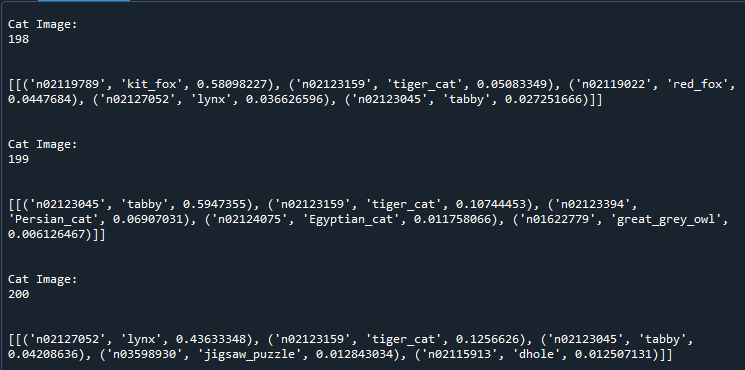 Cat Image:
198
[[('n02119789', 'kit_fox', 0.58098227), ('n02123159', 'tiger_cat', 0.05083349), ('n02119022', 'red_fox',
0.0447684), ('n02127052', 'lynx', 0.036626596), ('n02123045', 'tabby', 0.027251666)]]
Cat Image:
199
[[('n02123045', 'tabby', 0.5947355), ('n02123159', 'tiger_cat', 0.10744453), ('n02123394',
'Persian_cat', 0.06907031), ('n02124075', 'Egyptian_cat', 0.011758066), ('n01622779', 'great_grey_owl',
0.006126467)]]
Cat Image:
200
[[('n02127052', 'lynx', 0.43633348), ('n02123159', 'tiger_cat', 0.1256626), ('n02123045', 'tabby',
0.04208636), ('n03598930', 'jigsaw_puzzle', 0.012843034), ('n02115913', 'dhole', 0.012507131)]]